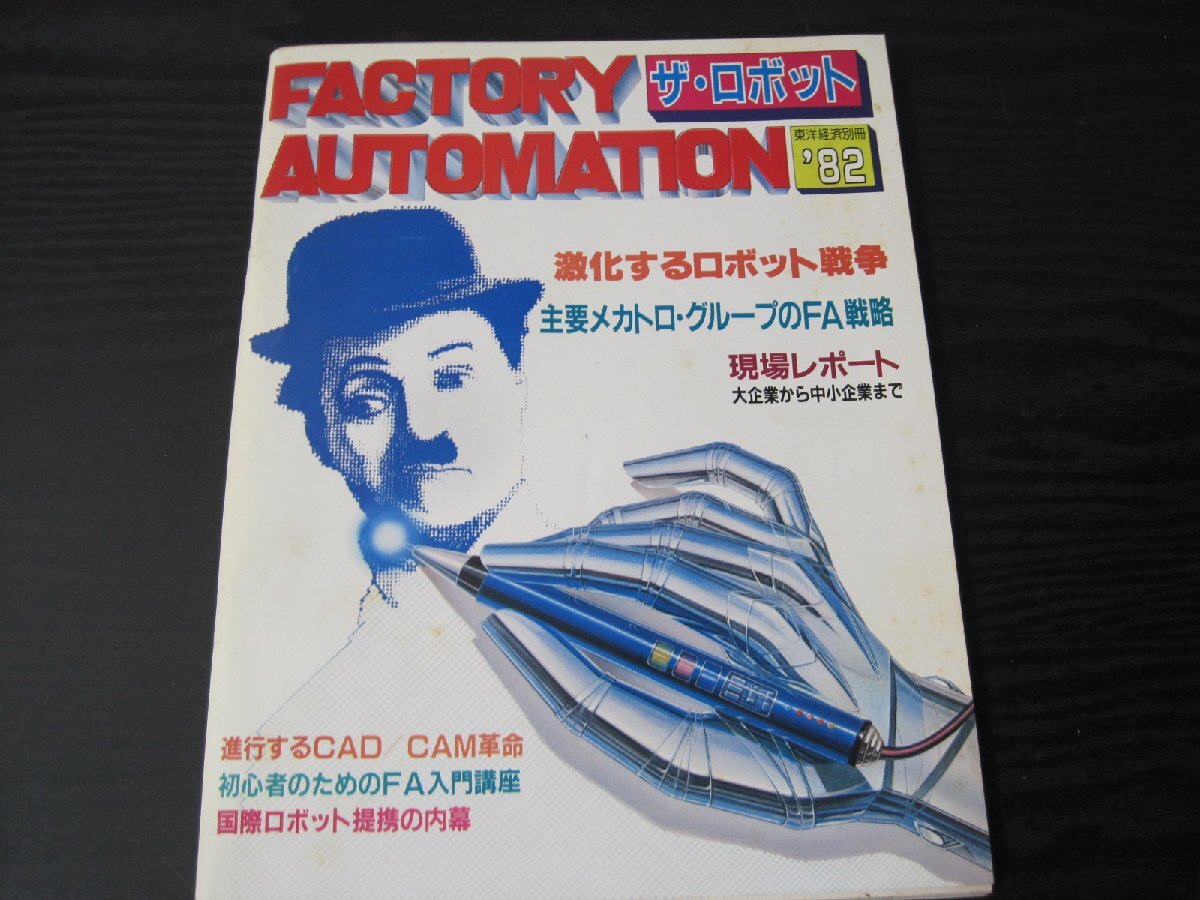 FACTORY
ザ・ロボット
AUTOMATION
東洋経済別冊
'82
激化するロボット戦争
主要メカトロ・グループのFA戦略
現場レポート
大企業から中小企業まで
進行するCAD/CAM革命
初心者のためのFA入門講座
国際ロボット提携の内幕